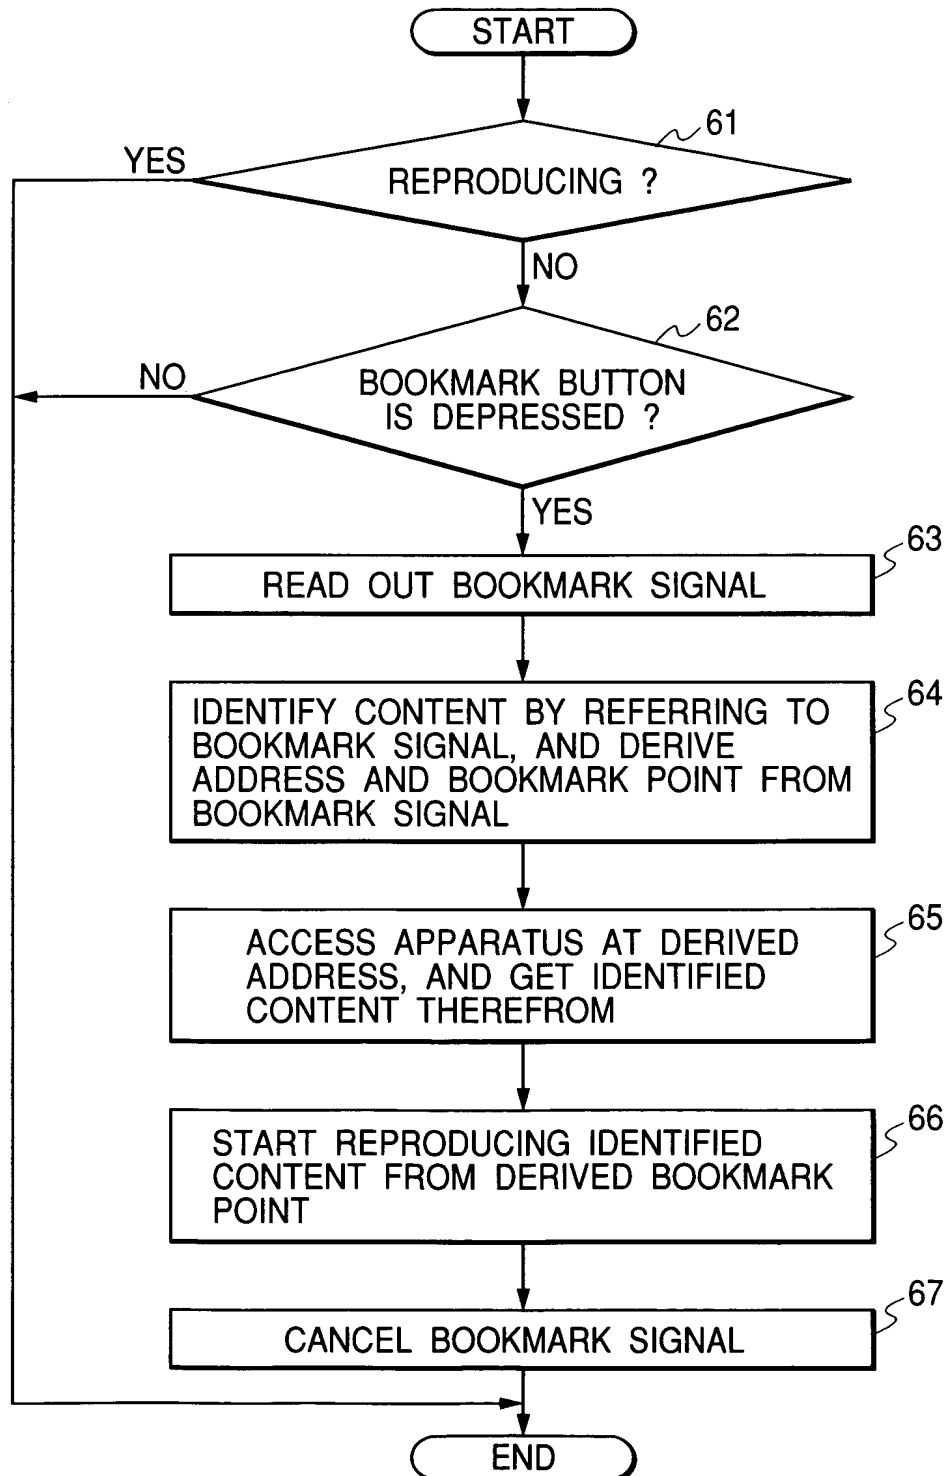 START
61
YES
REPRODUCING ?
NO
62
NO
BOOKMARK BUTTON
IS DEPRESSED ?
YES
63
READ OUT BOOKMARK SIGNAL
64
IDENTIFY CONTENT BY REFERRING TO
BOOKMARK SIGNAL, AND DERIVE
ADDRESS AND BOOKMARK POINT FROM
BOOKMARK SIGNAL
65
ACCESS APPARATUS AT DERIVED
ADDRESS, AND GET IDENTIFIED
CONTENT THEREFROM
66
START REPRODUCING IDENTIFIED
CONTENT FROM DERIVED BOOKMARK
POINT
67
CANCEL BOOKMARK SIGNAL
END